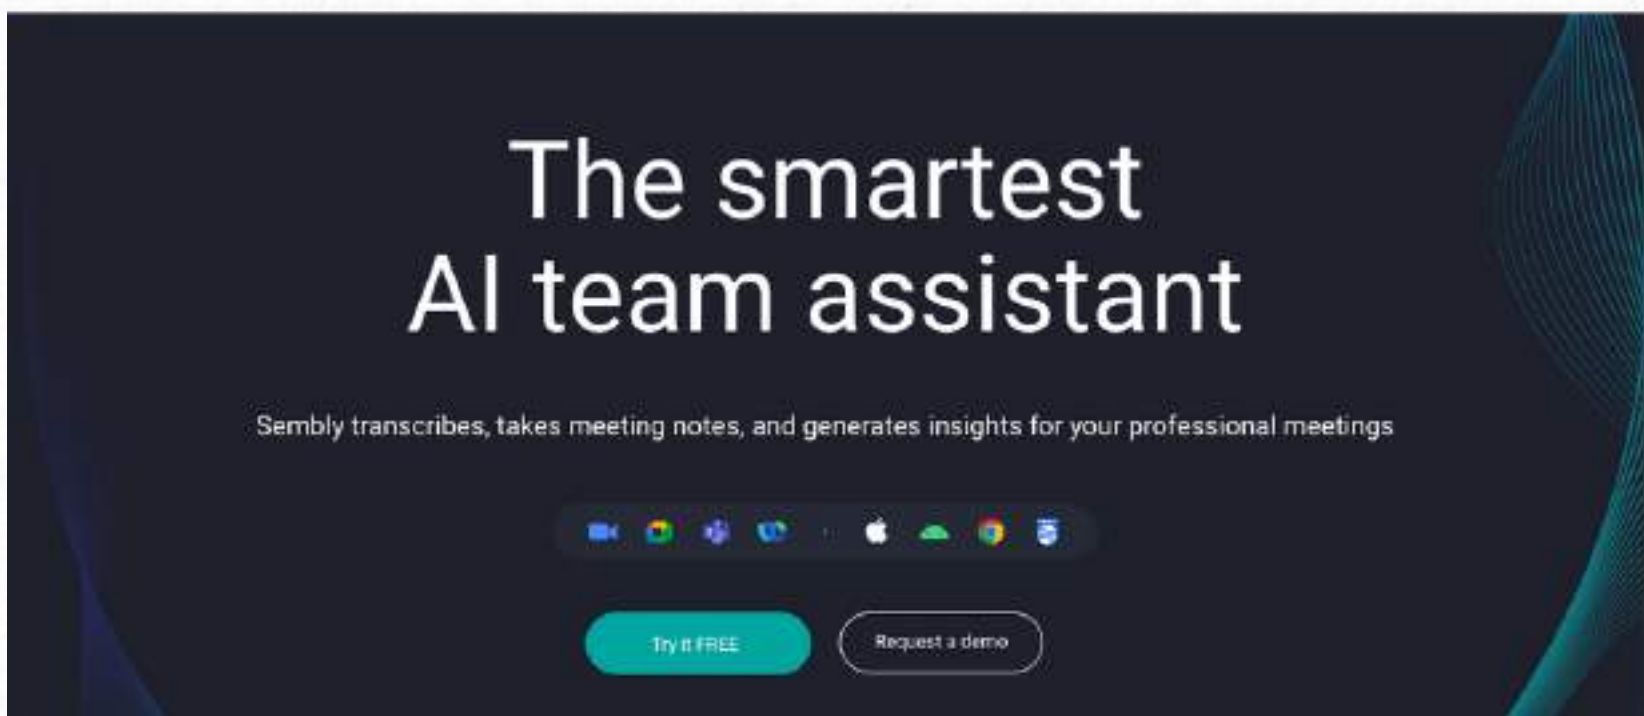 The smartest
AI team assistant
Sembly transcribes, takes meeting notes, and generates insights for your professional meetings
Try it FREE
Request a demo